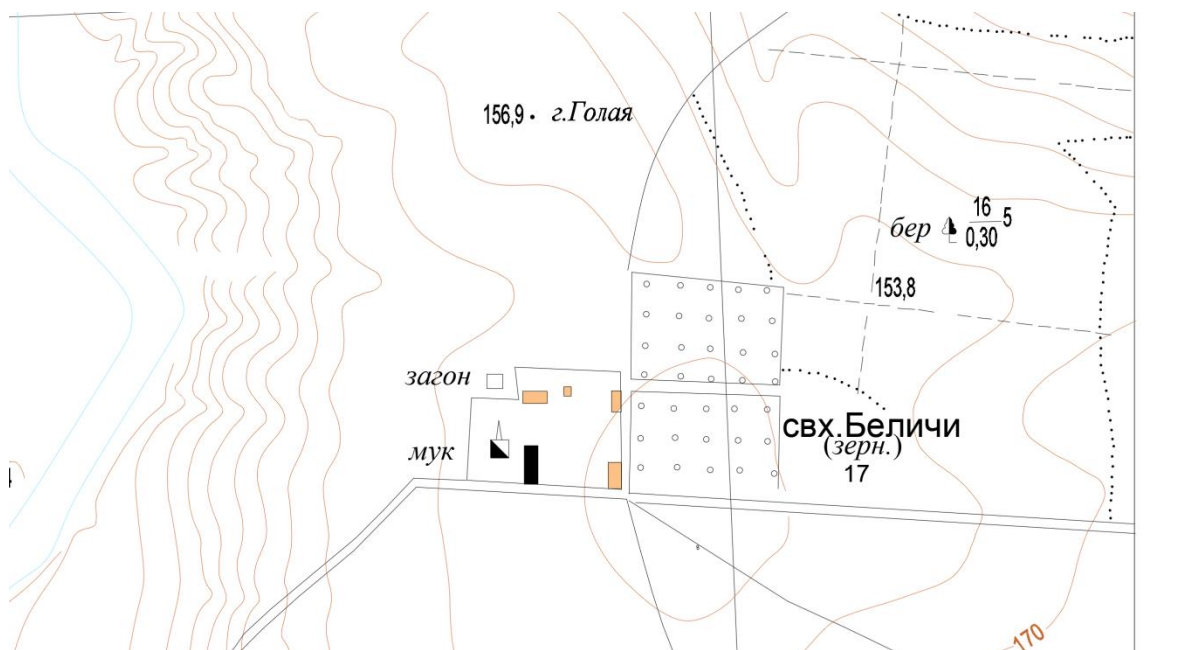 156,9 г.Голая
бер 16 5
0,30
153,8
загон
свх.Беличи
мук (зерн.)
17
170